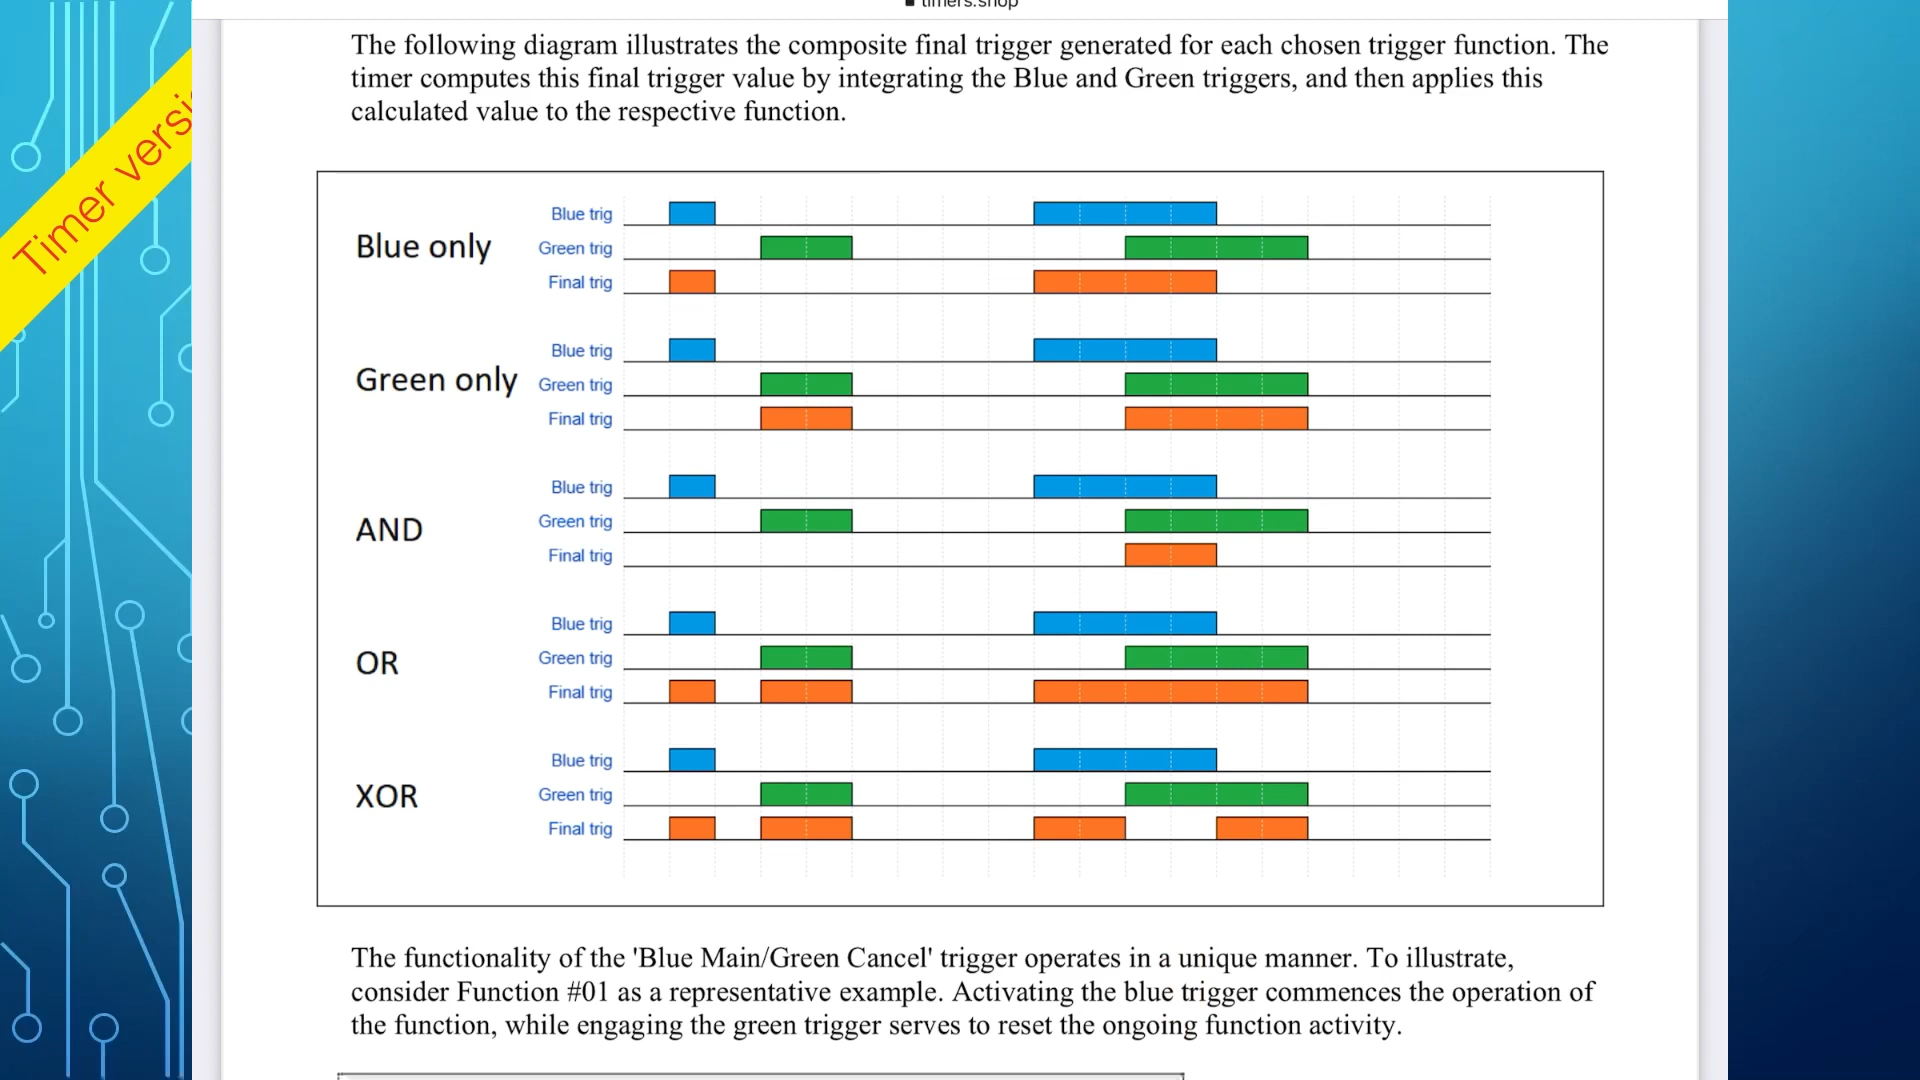 timers.shop
The following diagram illustrates the composite final trigger generated for each chosen trigger function. The
timer computes this final trigger value by integrating the Blue and Green triggers, and then applies this
calculated value to the respective function.
Timer versi
Blue only
Blue trig
Green trig
Final trig
Green only
Blue trig
Green trig
Final trig
AND
Blue trig
Green trig
Final trig
OR
Blue trig
Green trig
Final trig
XOR
Blue trig
Green trig
Final trig
The functionality of the 'Blue Main/Green Cancel' trigger operates in a unique manner. To illustrate,
consider Function #01 as a representative example. Activating the blue trigger commences the operation of
the function, while engaging the green trigger serves to reset the ongoing function activity.